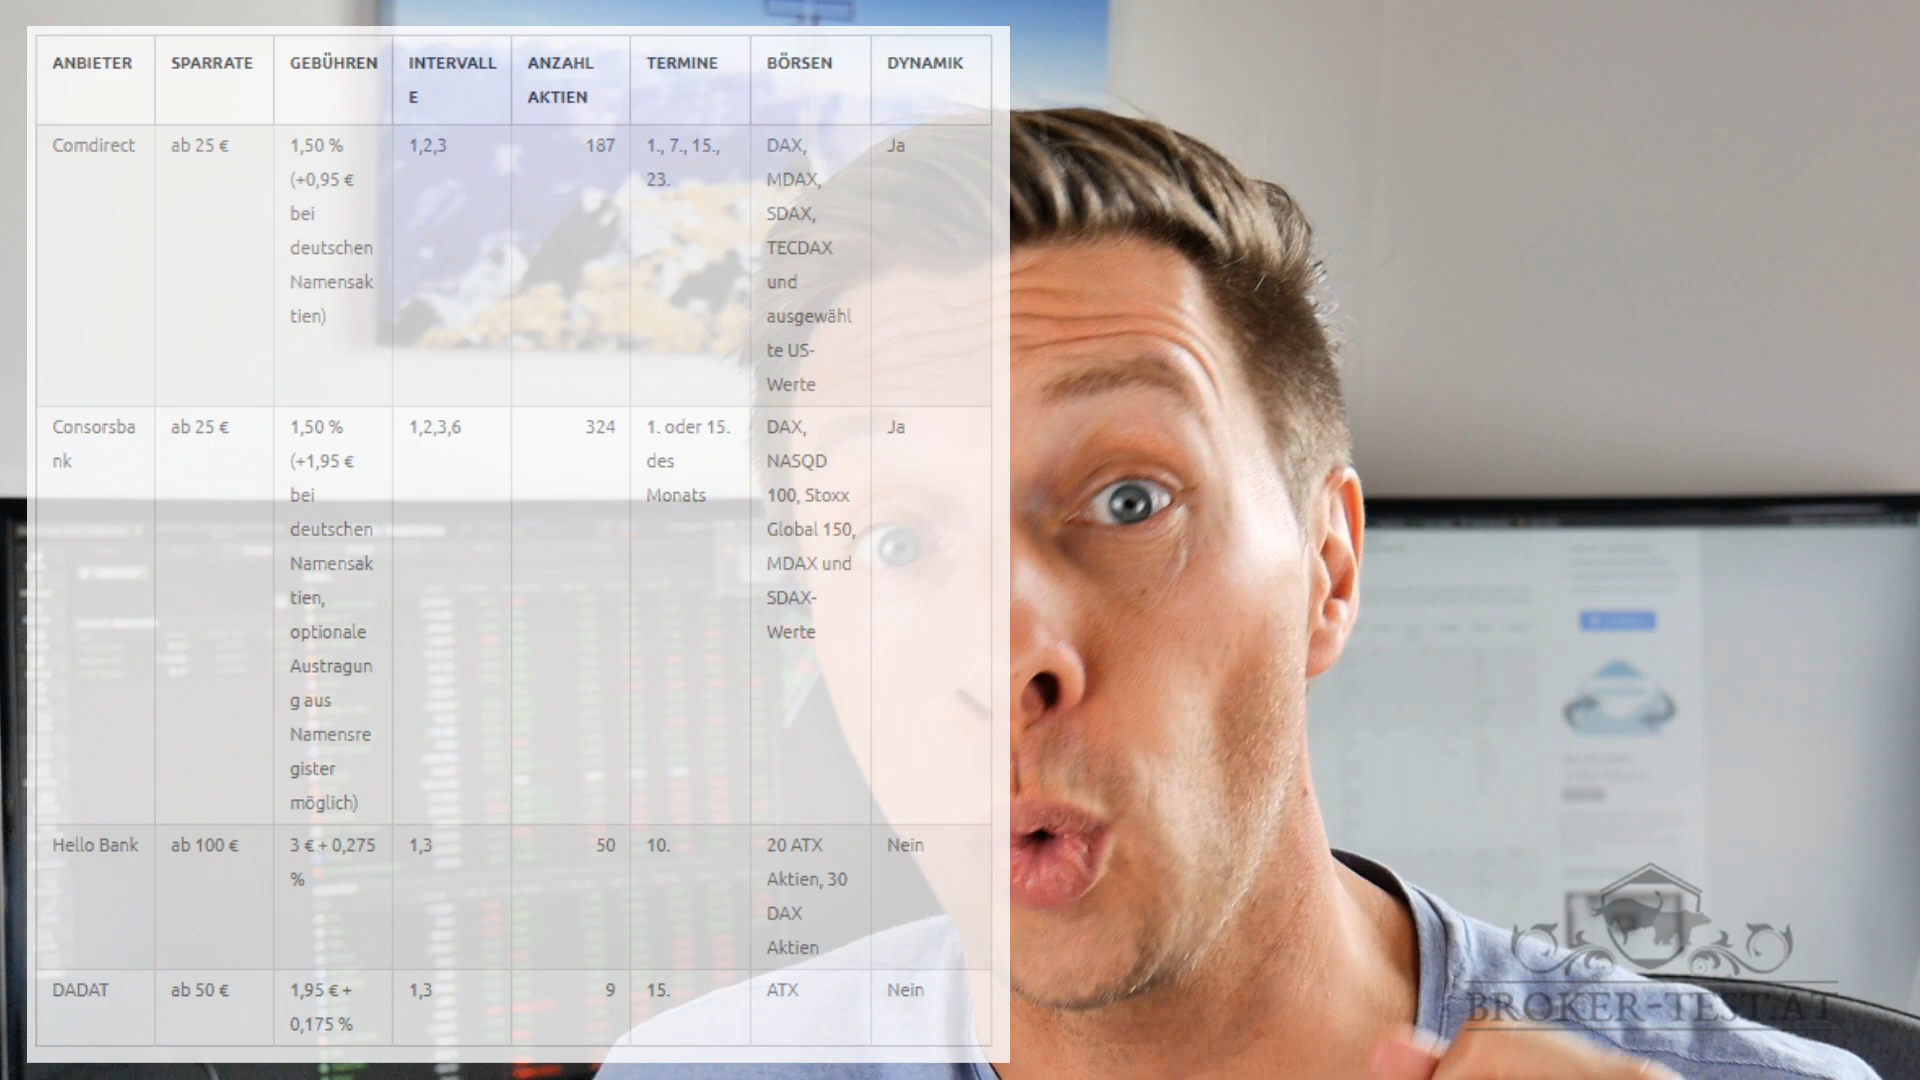 ANBIETER SPARRATE GEBÜHREN INTERVALL ANZAHL TERMINE BÖRSEN DYNAMIK
E AKTIEN
Comdirect ab 25 € 1,50 % 1,2,3 187 1., 7., 15., DAX, Ja
(+0,95 € 23. MDAX,
bei SDAX,
deutschen TECDAX
Namensak und
tien) ausgewähl
te US-
Werte
Consorsba ab 25 € 1,50 % 1,2,3,6 324 1. oder 15. DAX, Ja
nk (+1,95 € des NASQD
bei Monats 100, Stoxx
deutschen Global 150,
Namensak MDAX und
tien, SDAX-
optionale Werte
Austragun
g aus
Namensre
gister
möglich)
Hello Bank ab 100 € 3 € + 0,275 1,3 50 10. 20 ATX Nein
% Aktien, 30
DAX
Aktien
DADAT ab 50 € 1,95 € + 1,3 9 15. ATX Nein
0,175 %
BROKER-TEST.AT